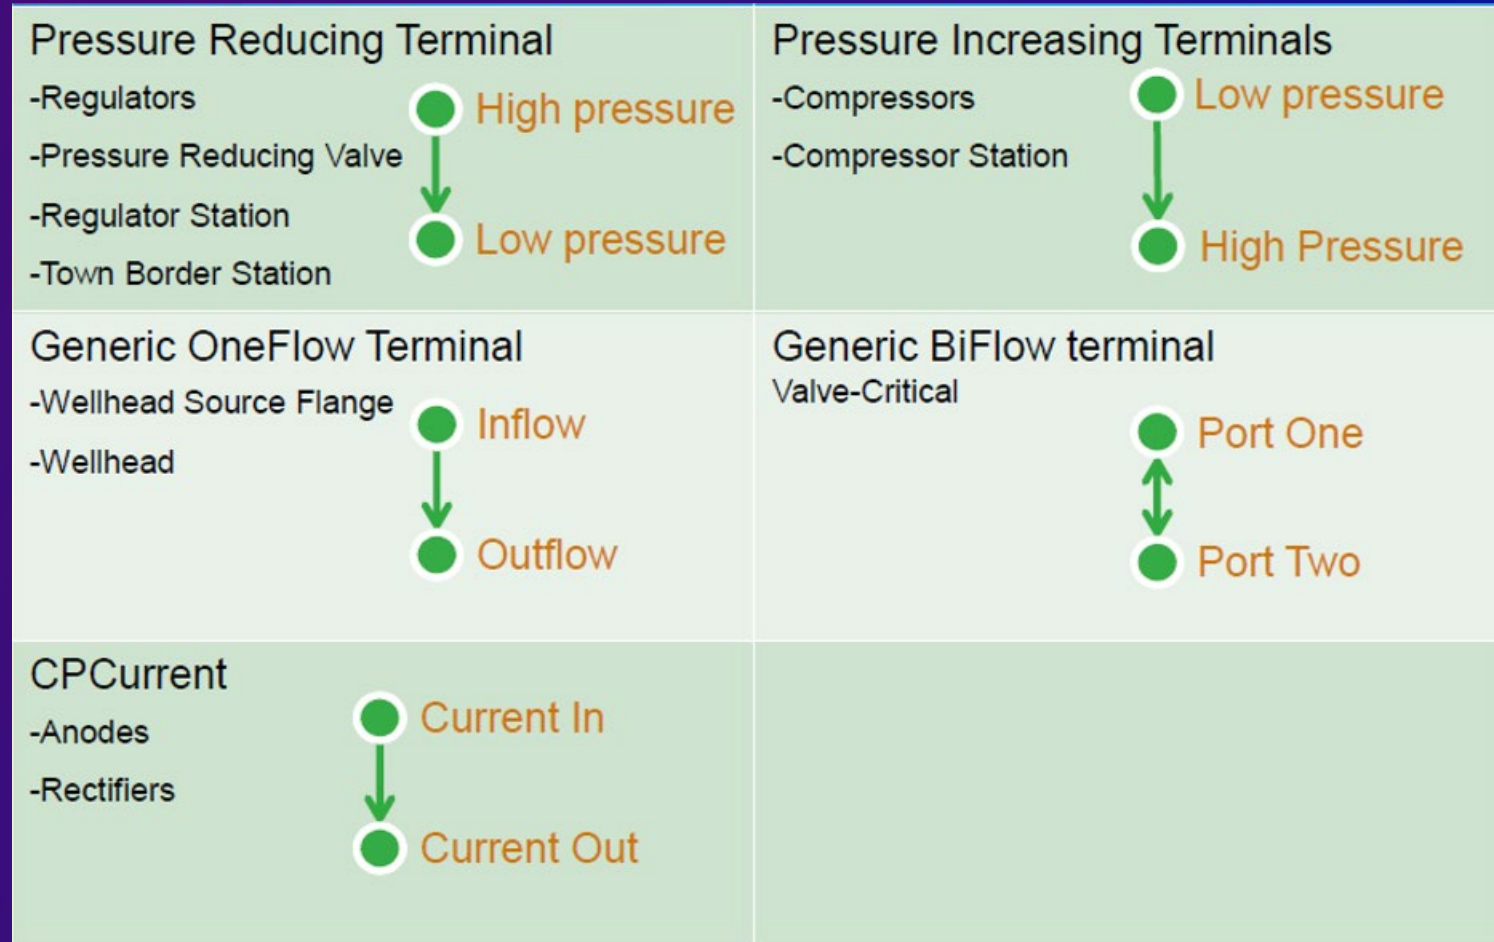 Pressure Reducing Terminal
-Regulators
-Pressure Reducing Valve
-Regulator Station
-Town Border Station
High pressure
Low pressure
Pressure Increasing Terminals
-Compressors
-Compressor Station
Low pressure
High Pressure
Generic OneFlow Terminal
-Wellhead Source Flange
-Wellhead
Inflow
Outflow
Generic BiFlow terminal
Valve-Critical
Port One
Port Two
CPCurrent
-Anodes
-Rectifiers
Current In
Current Out